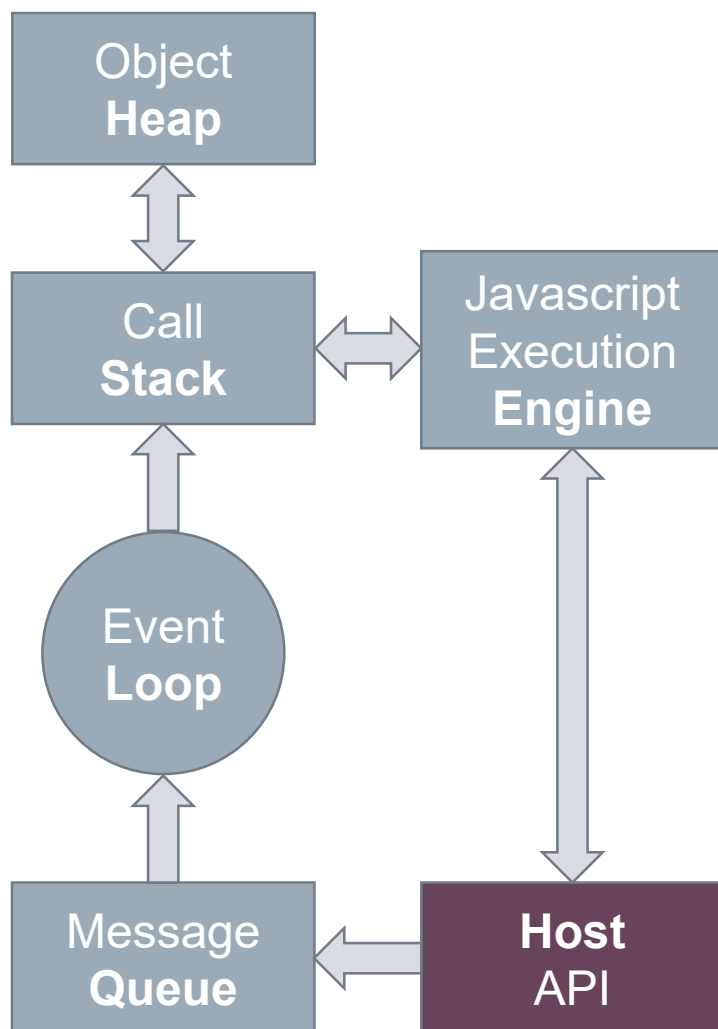 Object
Heap
Call
Stack
Javascript
Execution
Engine
Event
Loop
Message
Queue
Host
API